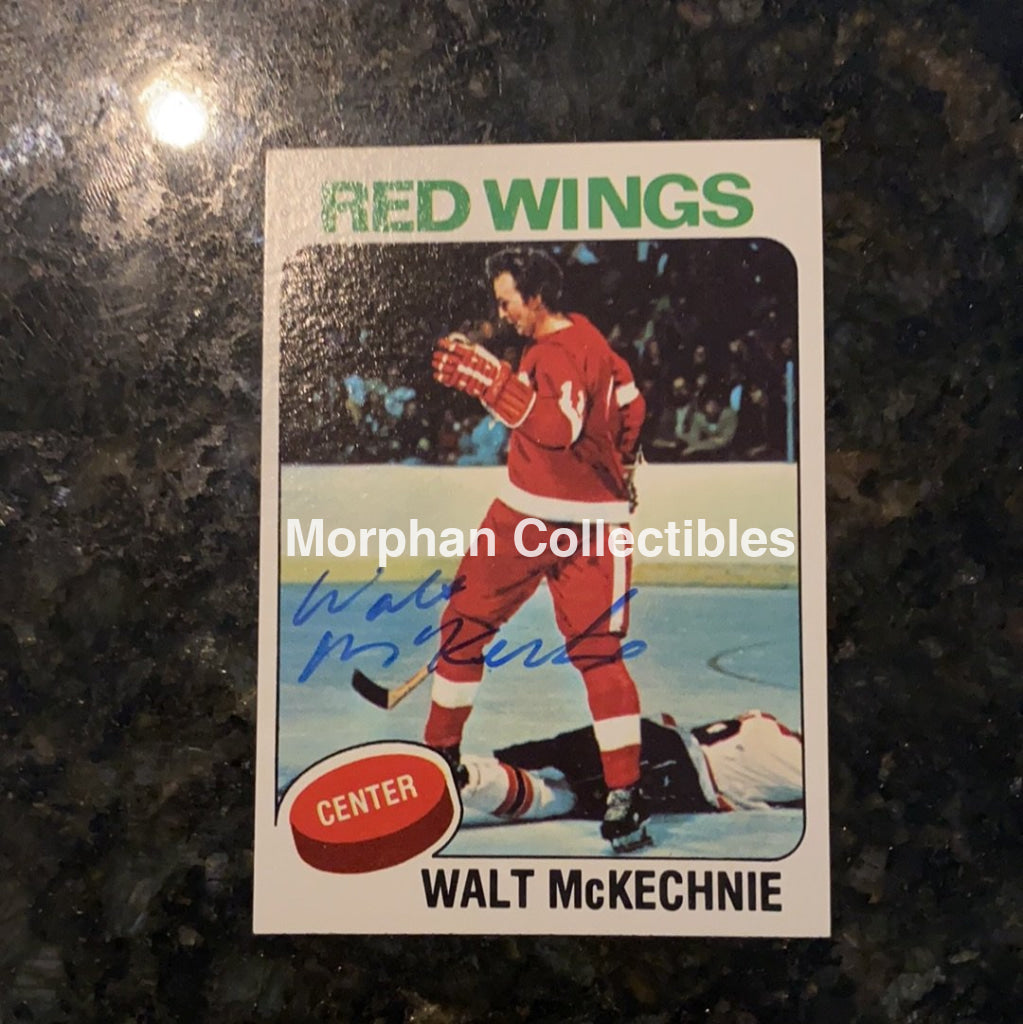 RED WINGS
Morphan Collectibles
Walt
McKechnie
CENTER
WALT McKECHNIE